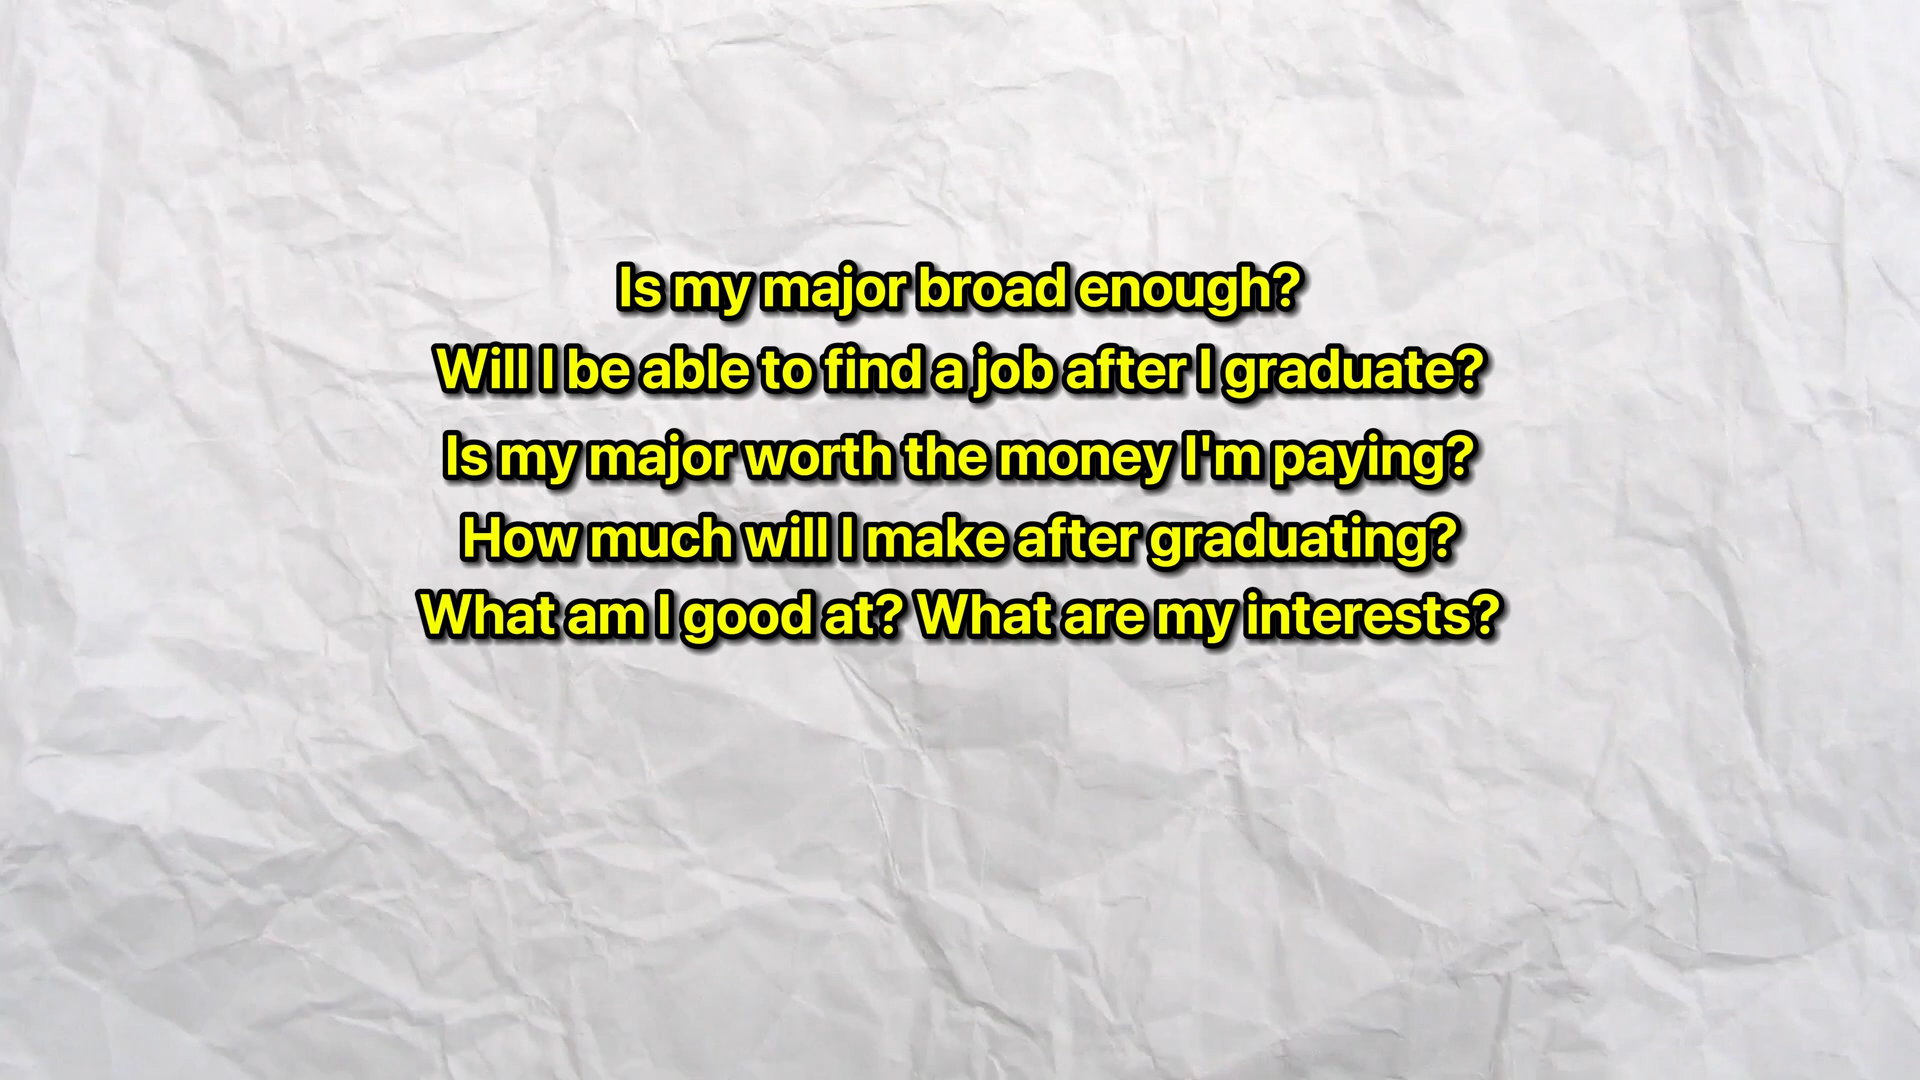 Is my major broad enough?
Will I be able to find a job after I graduate?
Is my major worth the money I'm paying?
How much will I make after graduating?
What am I good at? What are my interests?